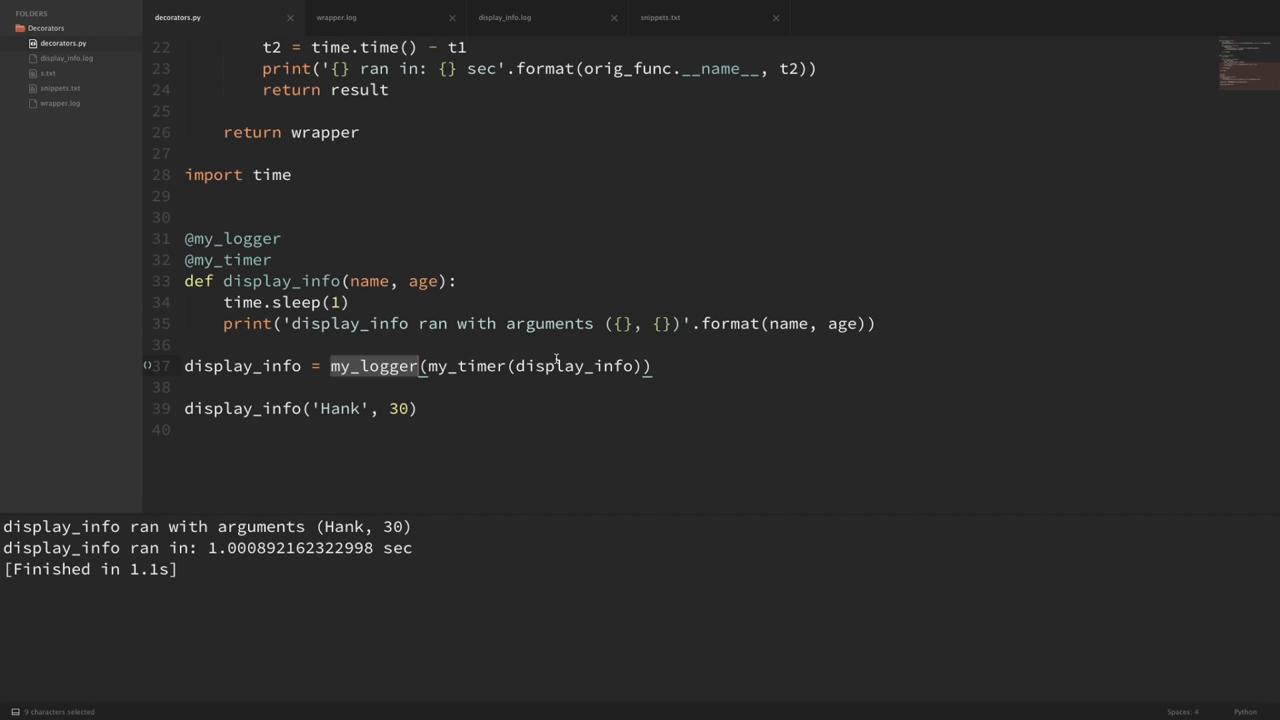 FOLDERS
Decorators
decorators.py
display_info.log
s.txt
snippets.txt
wrapper.log
decorators.py × wrapper.log × display_info.log × snippets.txt ×
22 t2 = time.time() - t1
23 print('{} ran in: {} sec'.format(orig_func.__name__, t2))
24 return result
25
26 return wrapper
27
28 import time
29
30
31 @my_logger
32 @my_timer
33 def display_info(name, age):
34 time.sleep(1)
35 print('display_info ran with arguments ({}, {})'.format(name, age))
36
()37 display_info = my_logger(my_timer(display_info))
38
39 display_info('Hank', 30)
40
display_info ran with arguments (Hank, 30)
display_info ran in: 1.000892162322998 sec
[Finished in 1.1s]
9 characters selected Spaces: 4 Python